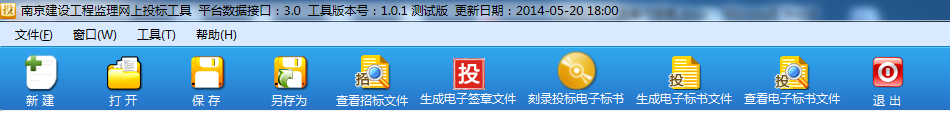 投 南京建设工程监理网上投标工具 平台数据接口：3.0 工具版本号：1.0.1 测试版 更新日期：2014-05-20 18:00
文件(F) 窗口(W) 工具(T) 帮助(H)
招 投 投 投
新 建 打 开 保 存 另存为 查看招标文件 生成电子签章文件 刻录投标电子标书 生成电子标书文件 查看电子标书文件 退 出